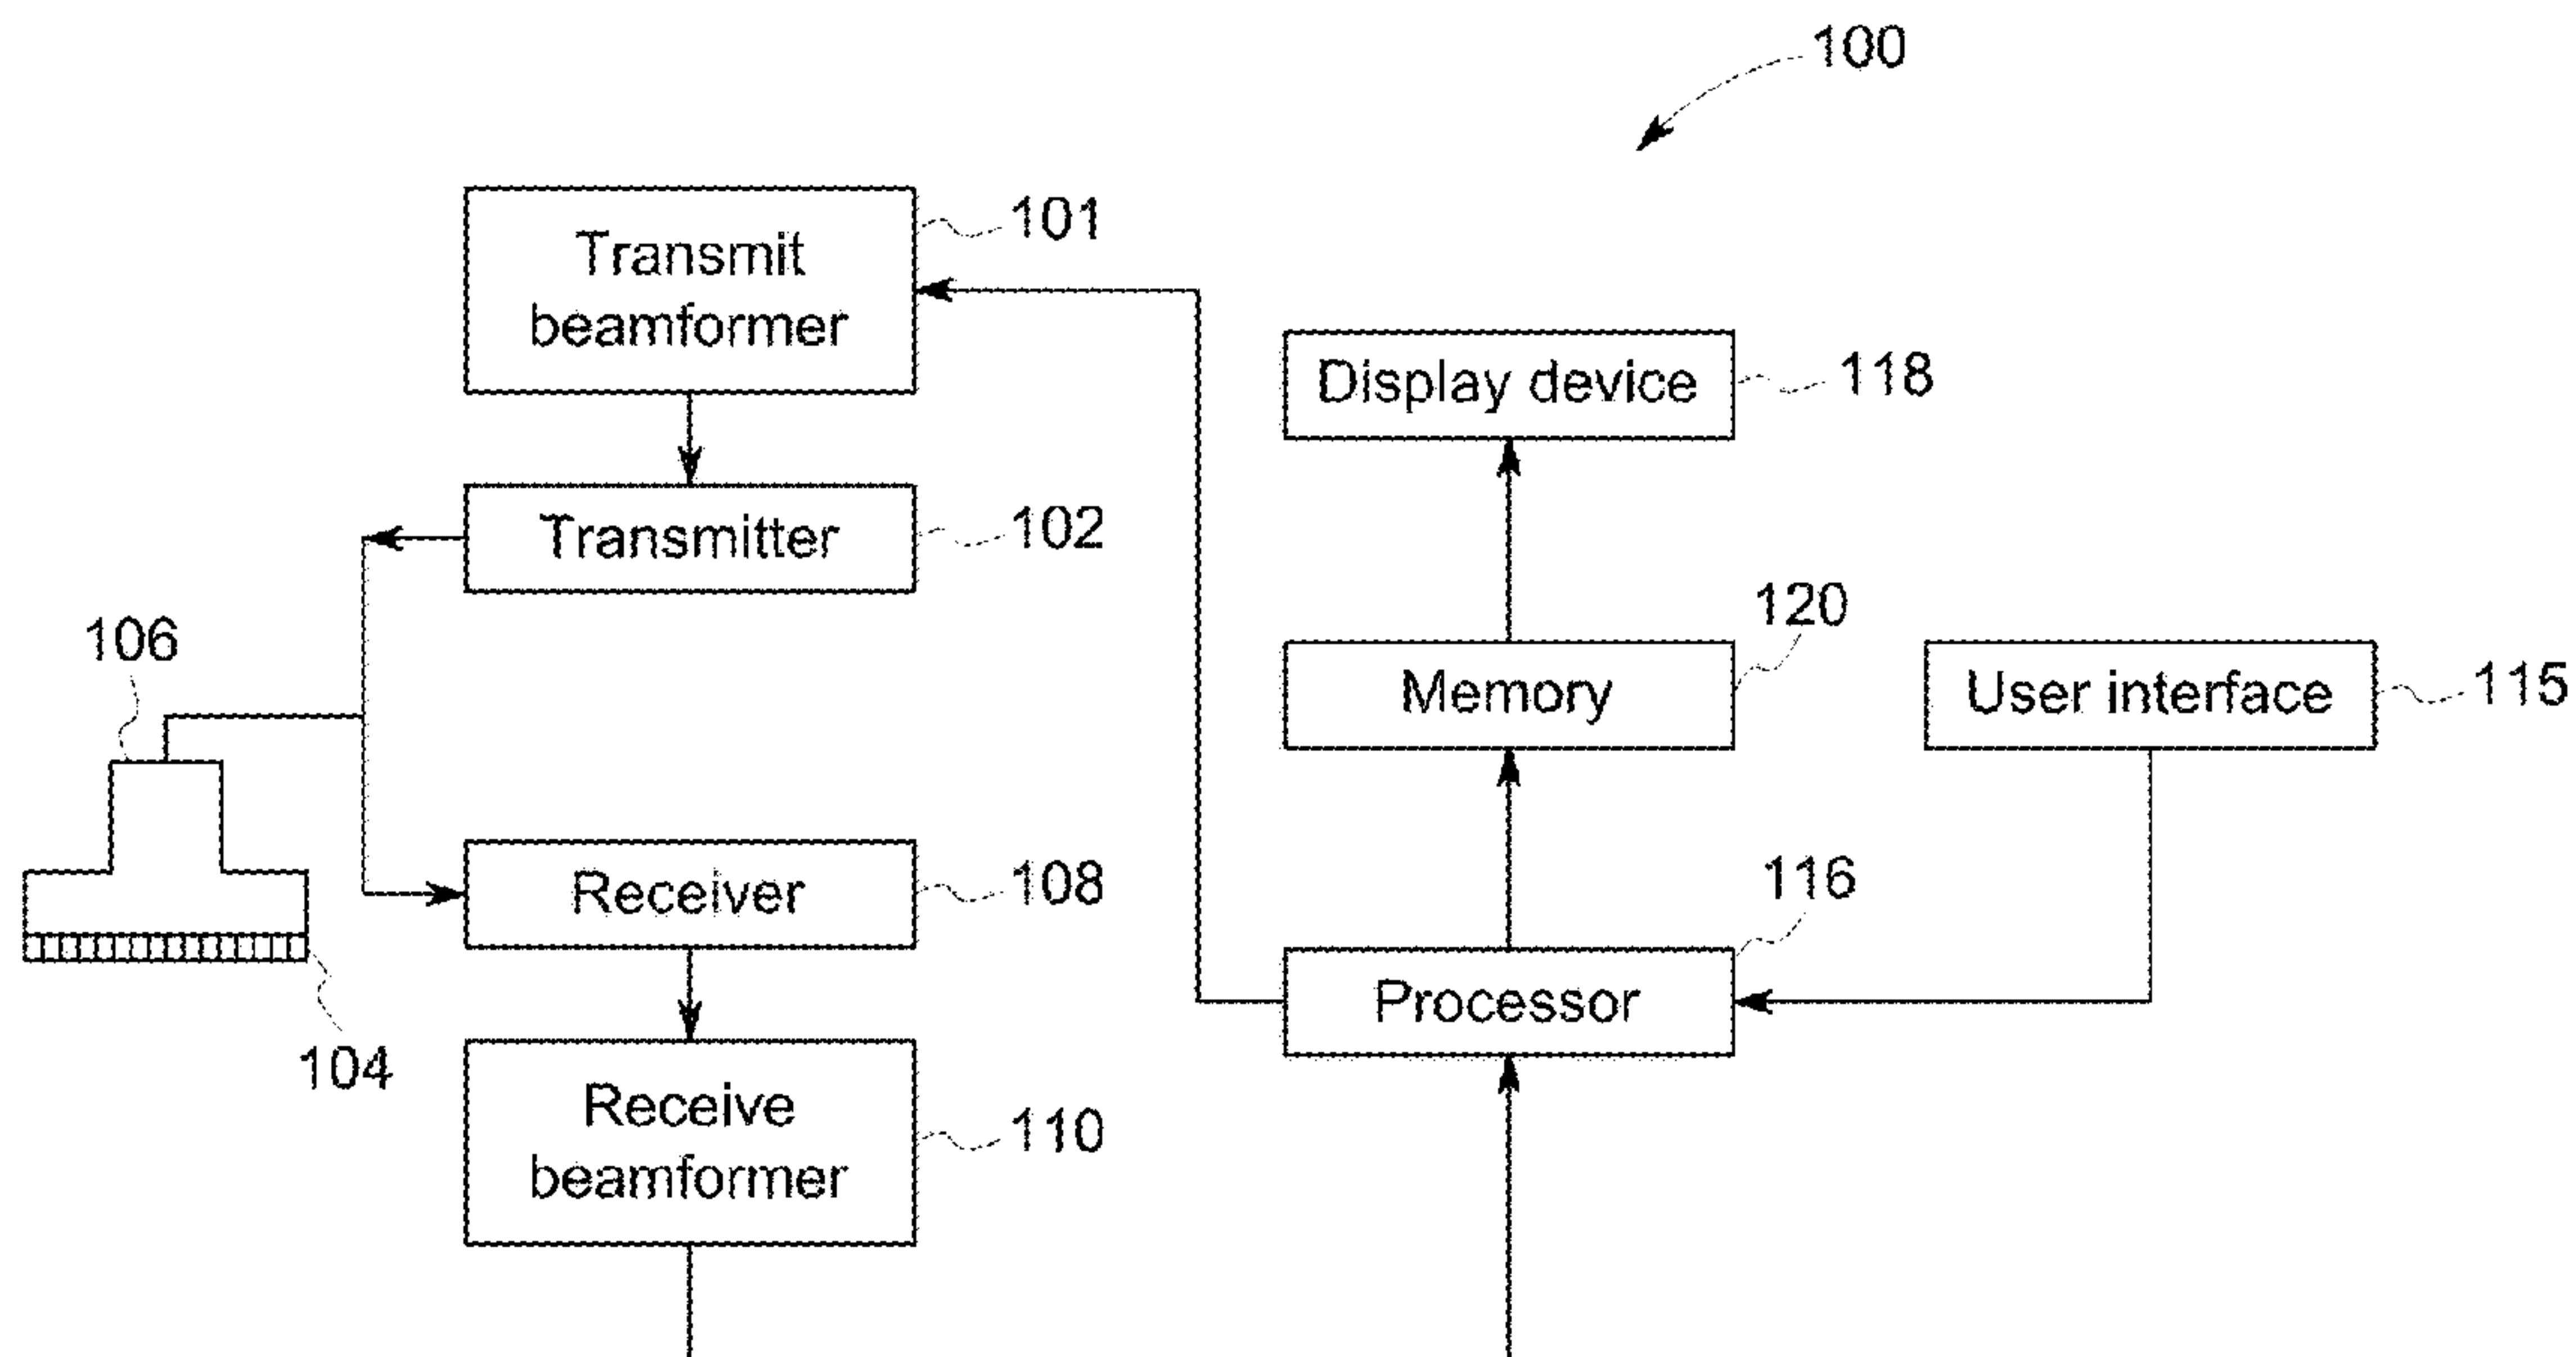 100
Transmit
beamformer
101
Display device
118
Transmitter
102
106
Memory
120
User interface
115
Receiver
108
Processor
116
104
Receive
beamformer
110